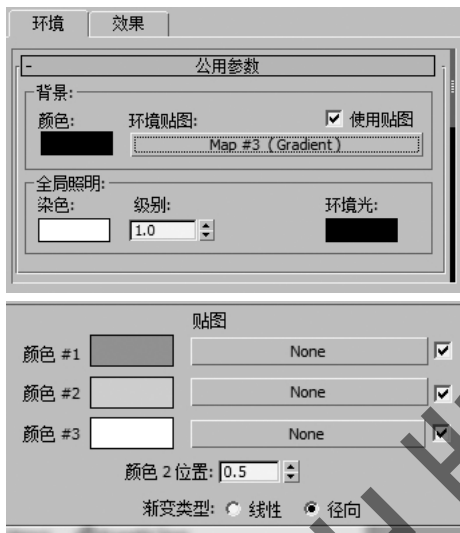 环境 效果
- 公用参数
背景:
颜色: 环境贴图: 使用贴图
Map #3 (Gradient)
全局照明:
染色: 级别: 环境光:
1.0
贴图
颜色 #1 None
颜色 #2 None
颜色 #3 None
颜色 2 位置: 0.5
渐变类型: 线性 径向